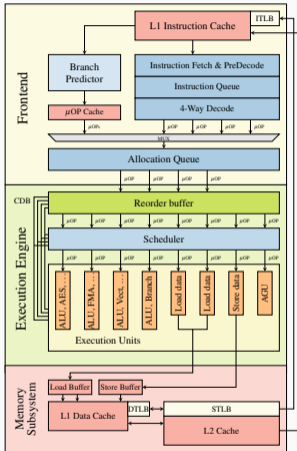 ITLB
L1 Instruction Cache
Branch
Predictor
Instruction Fetch & PreDecode
Instruction Queue
μOP Cache
4-Way Decode
μOPs
μOP μOP μOP μOP
MUX
Allocation Queue
μOP μOP μOP μOP
CDB
Reorder buffer
μOP μOP μOP μOP μOP μOP μOP μOP
Scheduler
μOP μOP μOP μOP μOP μOP μOP μOP
ALU, AES, ...
ALU, FMA, ...
ALU, Vect, ...
ALU, Branch
Load data
Load data
Store data
AGU
Execution Units
Load Buffer
Store Buffer
L1 Data Cache
DTLB
STLB
L2 Cache
Frontend
Execution Engine
Memory
Subsystem